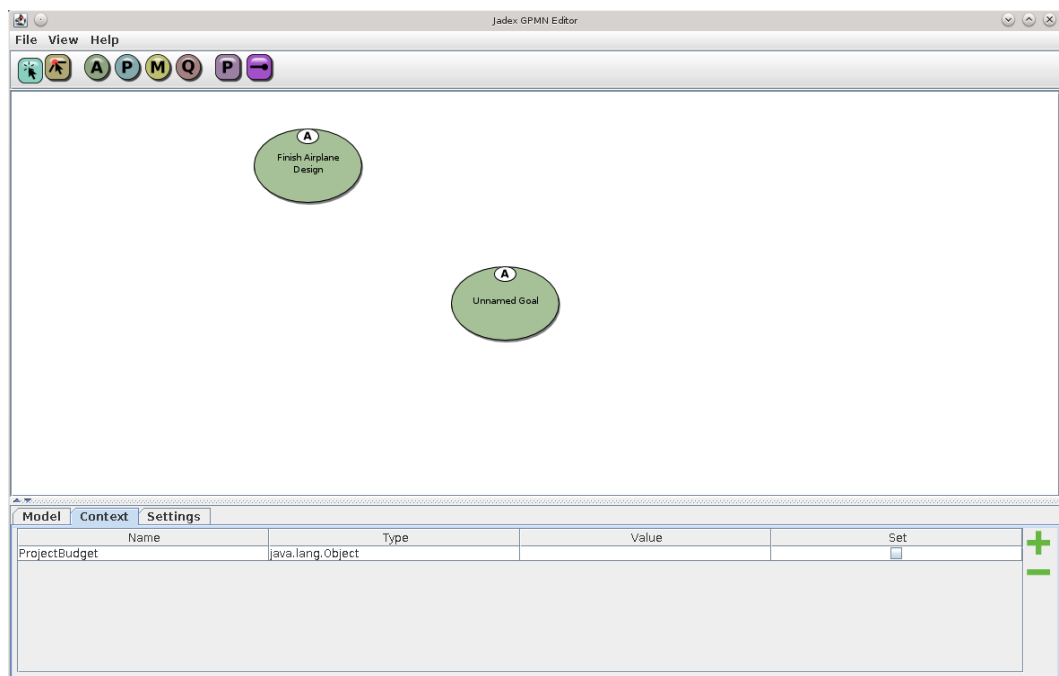 Jadex GPMN Editor
File View Help
A P M Q P
A
Finish Airplane
Design
A
Unnamed Goal
Model Context Settings
Name Type Value Set
ProjectBudget java.lang.Object